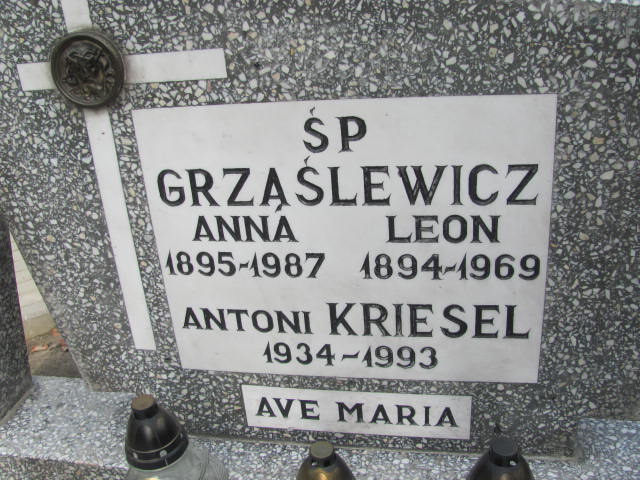 ŚP
GRZĄŚLEWICZ
ANNA LEON
1895-1987 1894-1969
ANTONI KRIESEL
1934-1993
AVE MARIA